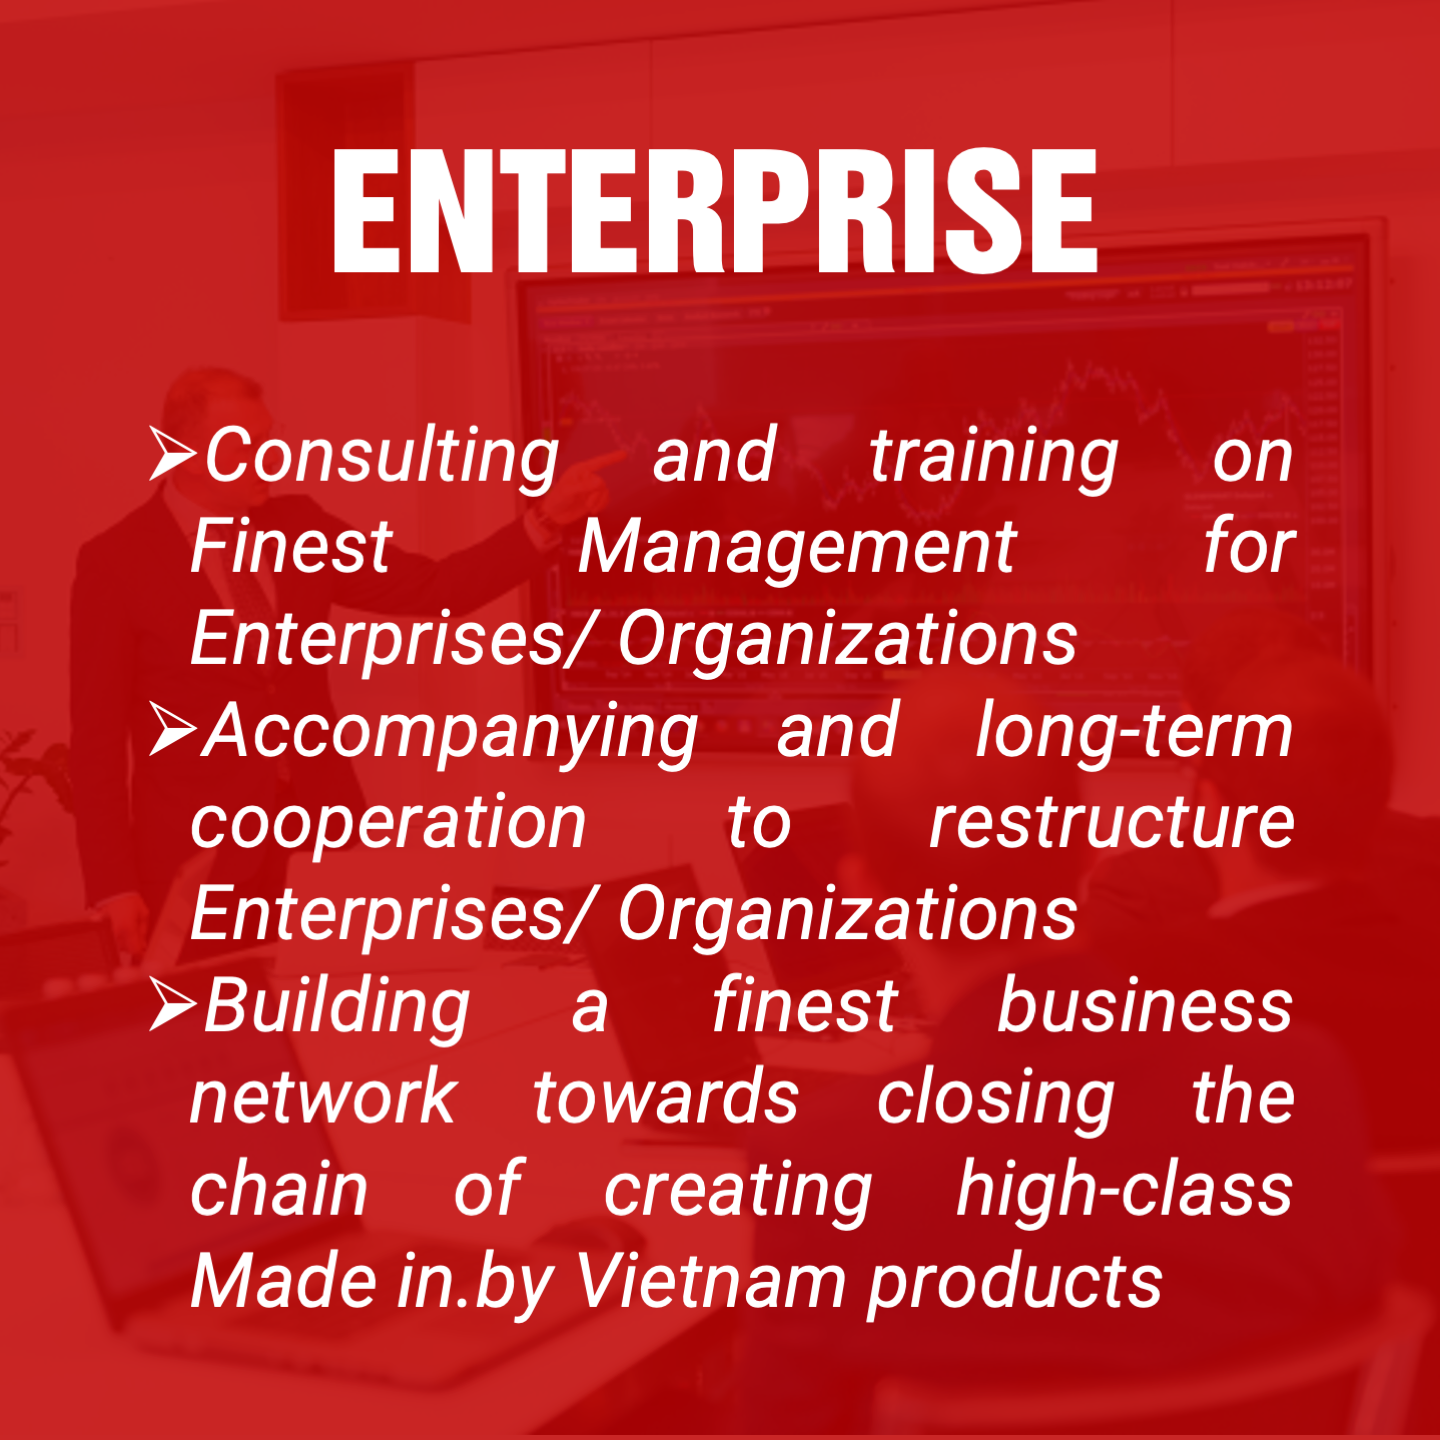 ENTERPRISE
➢Consulting and training on
Finest Management for
Enterprises/ Organizations
➢Accompanying and long-term
cooperation to restructure
Enterprises/ Organizations
➢Building a finest business
network towards closing the
chain of creating high-class
Made in.by Vietnam products